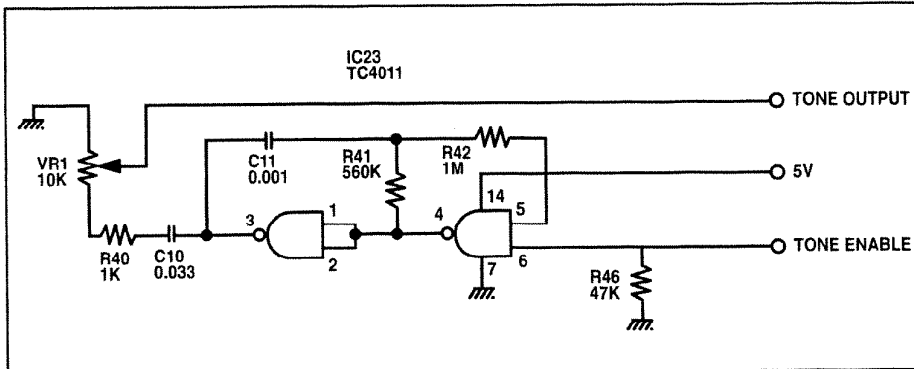 IC23
TC4011
TONE OUTPUT
VR1
10K
C11
0.001
R41
560K
R42
1M
14
5V
5
3
1
4
2
7
6
TONE ENABLE
R40
1K
C10
0.033
R46
47K